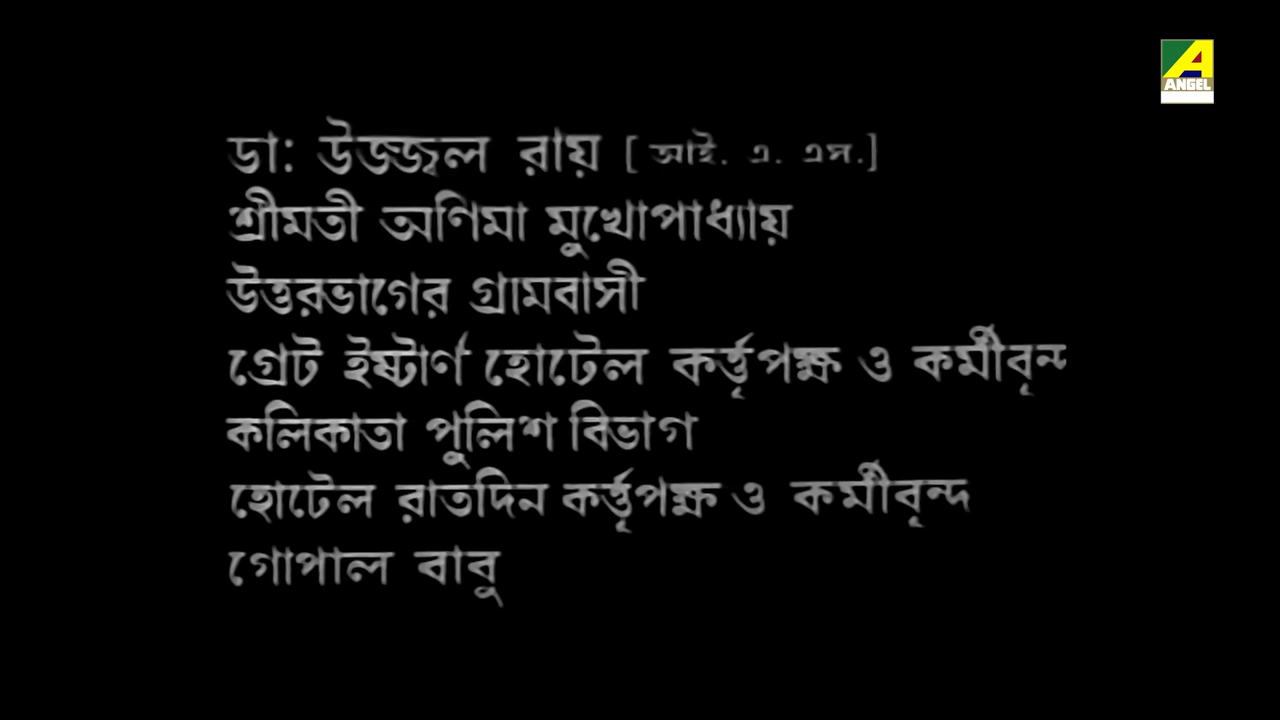 ডা: উজ্জ্বল রায় [ আই. এ. এস.]
শ্রীমতী অণিমা মুখোপাধ্যায়
উত্তরভাগের গ্রামবাসী
গ্রেট ইষ্টার্ণ হোটেল কর্ত্তৃপক্ষ ও কর্মীবৃন্দ
কলিকাতা পুলিশ বিভাগ
হোটেল রাতদিন কর্ত্তৃপক্ষ ও কর্মীবৃন্দ
গোপাল বাবু
ANGEL